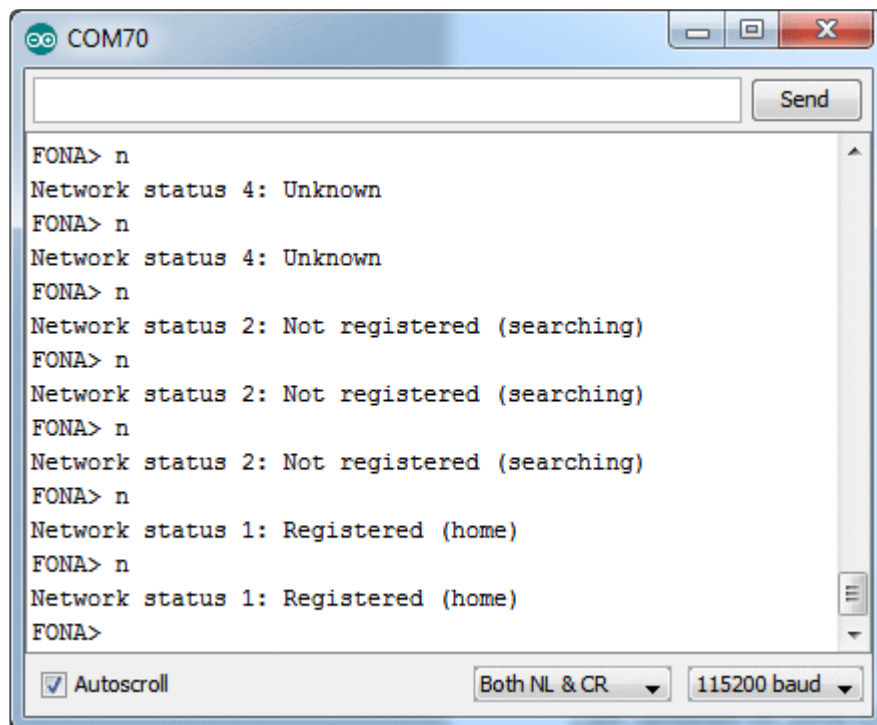 COM70
Send
FONA> n
Network status 4: Unknown
FONA> n
Network status 4: Unknown
FONA> n
Network status 2: Not registered (searching)
FONA> n
Network status 2: Not registered (searching)
FONA> n
Network status 2: Not registered (searching)
FONA> n
Network status 1: Registered (home)
FONA> n
Network status 1: Registered (home)
FONA>
Autoscroll Both NL & CR 115200 baud